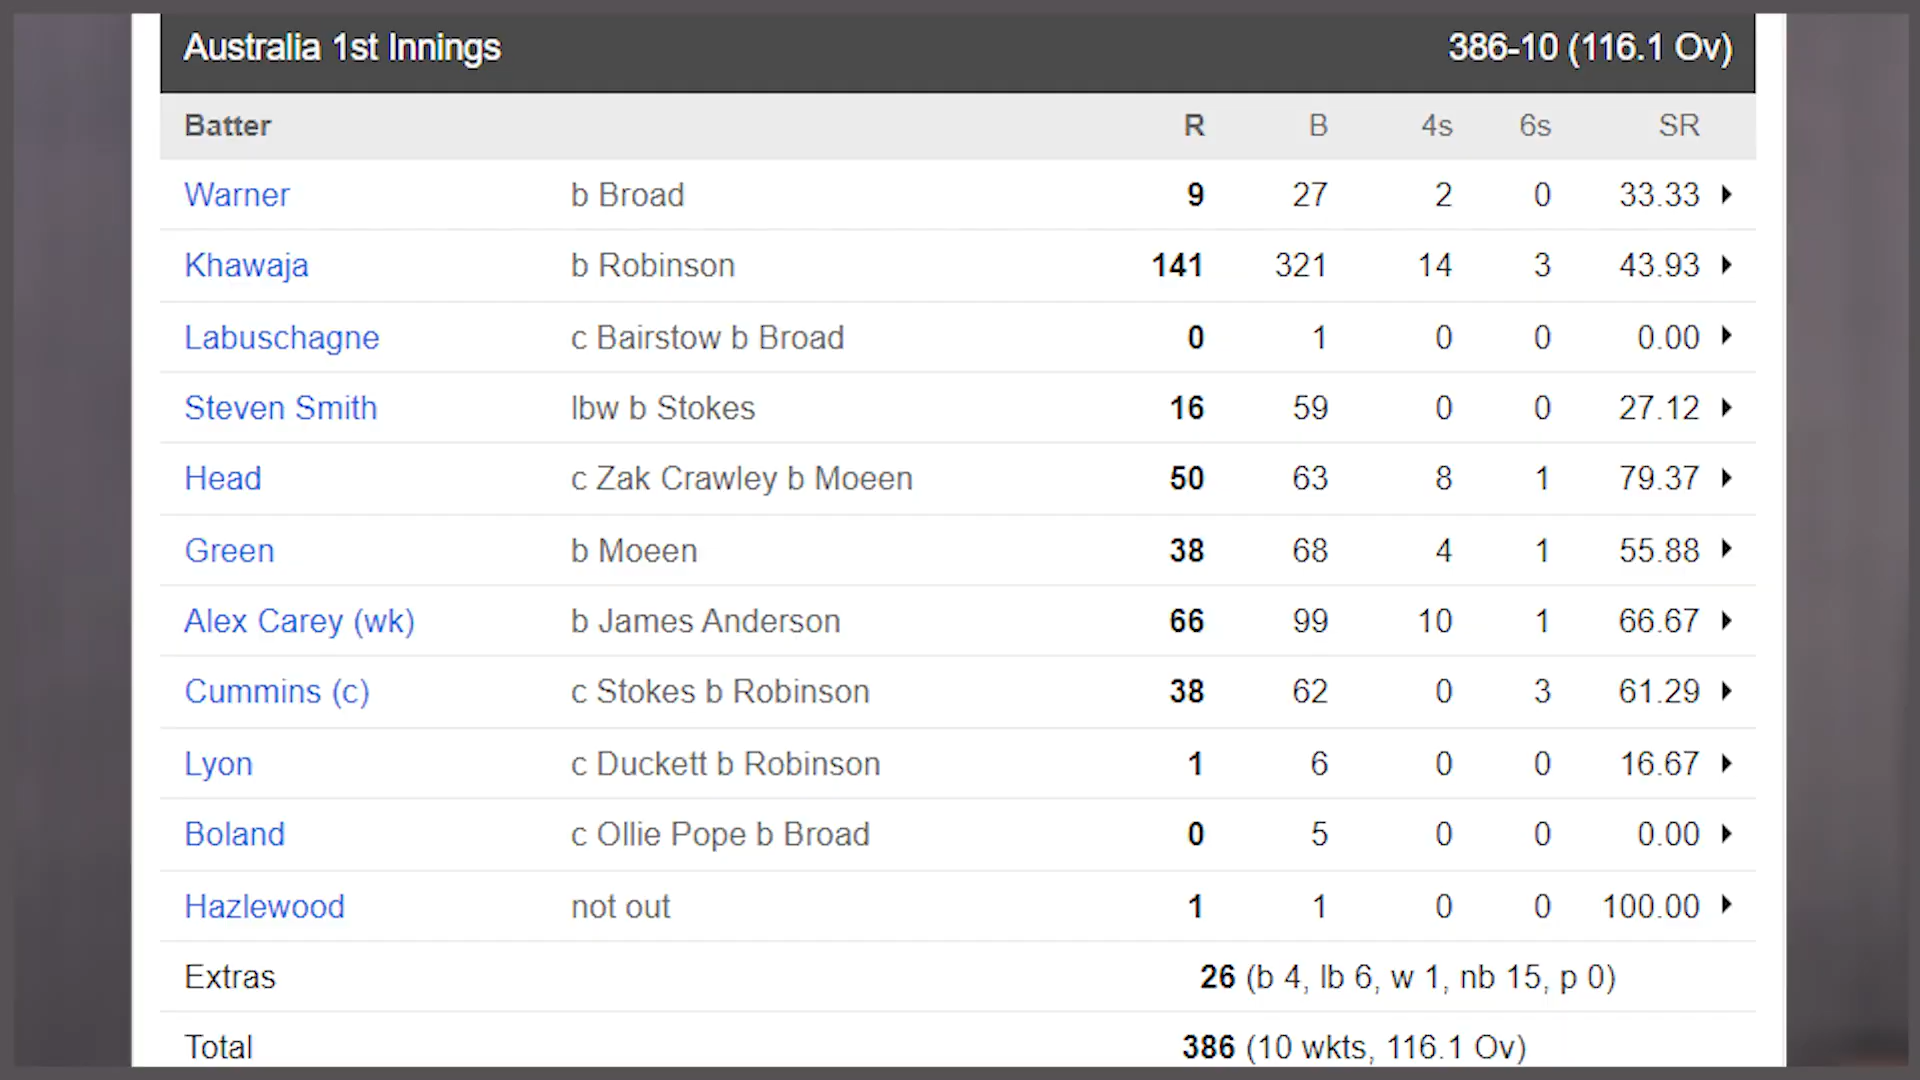 Australia 1st Innings 386-10 (116.1 Ov)
Batter R B 4s 6s SR
Warner b Broad 9 27 2 0 33.33
Khawaja b Robinson 141 321 14 3 43.93
Labuschagne c Bairstow b Broad 0 1 0 0 0.00
Steven Smith lbw b Stokes 16 59 0 0 27.12
Head c Zak Crawley b Moeen 50 63 8 1 79.37
Green b Moeen 38 68 4 1 55.88
Alex Carey (wk) b James Anderson 66 99 10 1 66.67
Cummins (c) c Stokes b Robinson 38 62 0 3 61.29
Lyon c Duckett b Robinson 1 6 0 0 16.67
Boland c Ollie Pope b Broad 0 5 0 0 0.00
Hazlewood not out 1 1 0 0 100.00
Extras 26 (b 4, lb 6, w 1, nb 15, p 0)
Total 386 (10 wkts, 116.1 Ov)